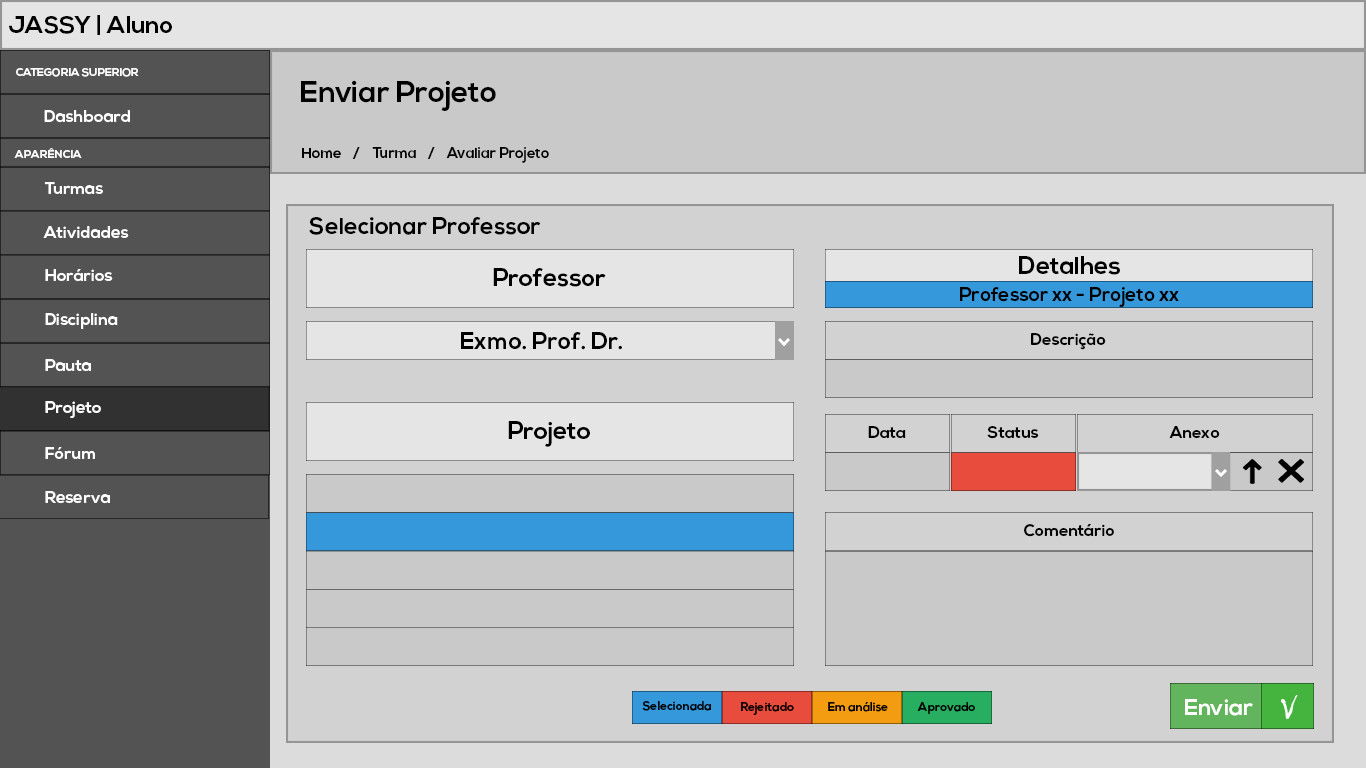 JASSY | Aluno
CATEGORIA SUPERIOR
Dashboard
APARÊNCIA
Turmas
Atividades
Horários
Disciplina
Pauta
Projeto
Fórum
Reserva
Enviar Projeto
Home / Turma / Avaliar Projeto
Selecionar Professor
Professor
Exmo. Prof. Dr.
Projeto
Detalhes
Professor xx - Projeto xx
Descrição
Data Status Anexo
Comentário
Selecionada Rejeitado Em análise Aprovado
Enviar √